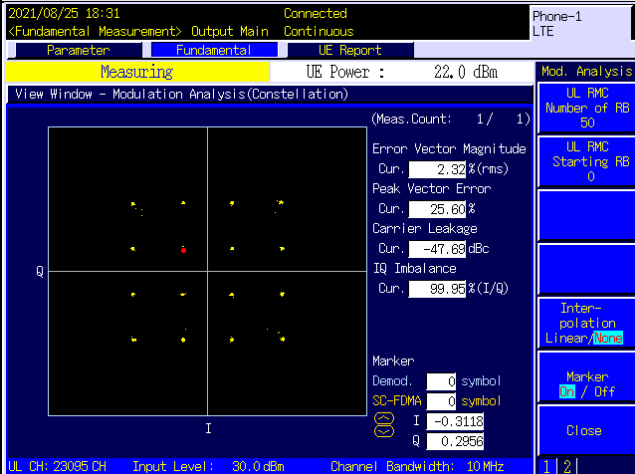 2021/08/25 18:31 Connected Phone-1
<Fundamental Measurement> Output Main Continuous LTE
Parameter Fundamental UE Report
Measuring UE Power : 22.0 dBm Mod. Analysis
View Window - Modulation Analysis(Constellation)
UL RMC
Number of RB
50
(Meas.Count: 1/ 1)
Error Vector Magnitude
Cur. 2.32 %(rms)
Peak Vector Error
Cur. 25.60 %
Carrier Leakage
Cur. -47.69 dBc
IQ Imbalance
Cur. 99.95 %(I/Q)
UL RMC
Starting RB
0
Q
I
Inter-
polation
Linear/None
Marker
Demod. 0 symbol
SC-FDMA 0 symbol
I -0.3118
Q 0.2956
Marker
On / Off
Close
UL CH: 23095 CH Input Level: 30.0 dBm Channel Bandwidth: 10 MHz 1 2